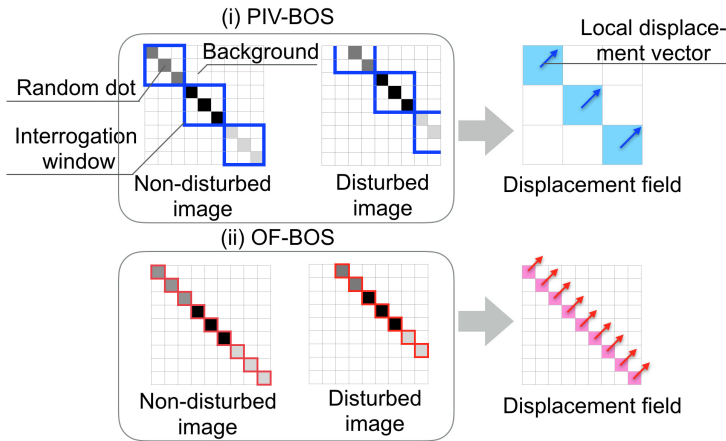 (i) PIV-BOS
Background
Random dot
Interrogation
window
Non-disturbed
image
Disturbed
image
Local displace-
ment vector
Displacement field
(ii) OF-BOS
Non-disturbed
image
Disturbed
image
Displacement field